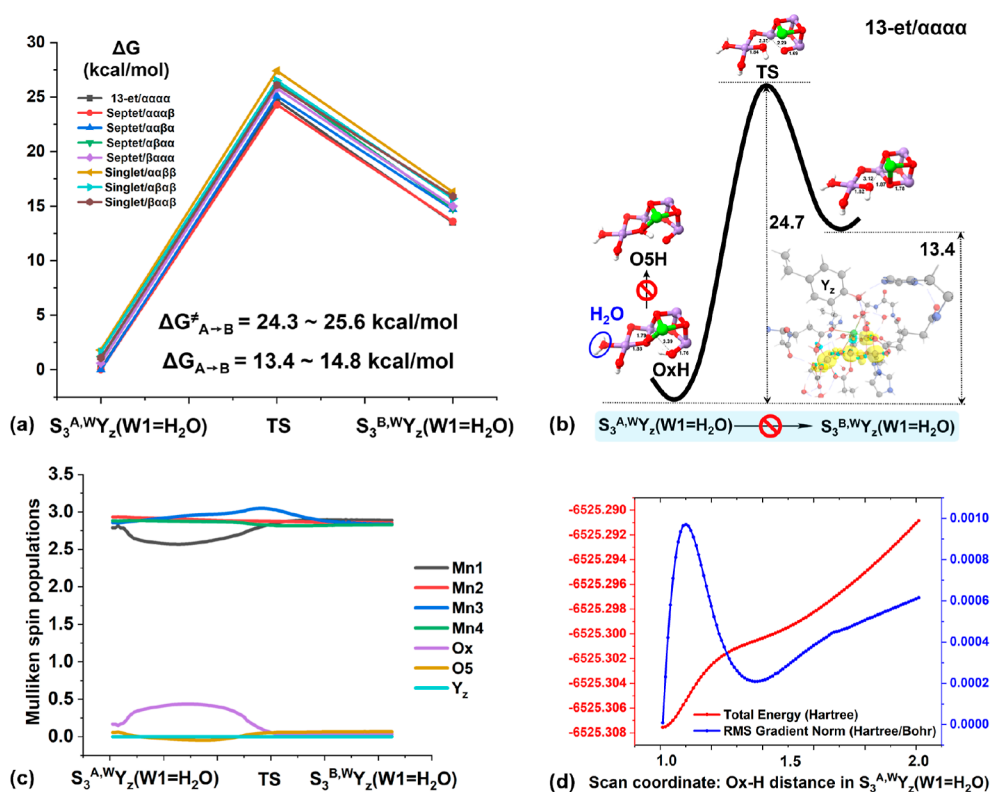 (a)
30
25
20
15
10
5
0
ΔG
(kcal/mol)
13-et/αααα
Septet/αααβ
Septet/ααβα
Septet/αβαα
Septet/βααα
Singlet/ααββ
Singlet/αβαβ
Singlet/βααβ
ΔG≠A→B = 24.3 ~ 25.6 kcal/mol
ΔGA→B = 13.4 ~ 14.8 kcal/mol
S3A,WYz(W1=H2O) TS S3B,WYz(W1=H2O)
13-et/αααα
TS
24.7
13.4
O5H
H2O
OxH
Yz
(b) S3A,WYz(W1=H2O) S3B,WYz(W1=H2O)
Mulliken spin populations
3.5
3.0
2.5
2.0
1.5
1.0
0.5
0.0
Mn1
Mn2
Mn3
Mn4
Ox
O5
Yz
(c) S3A,WYz(W1=H2O) TS S3B,WYz(W1=H2O)
-6525.290 0.0010
-6525.292
-6525.294 0.0008
-6525.296
-6525.298 0.0006
-6525.300
-6525.302 0.0004
-6525.304 0.0002
-6525.306
-6525.308 0.0000
Total Energy (Hartree)
RMS Gradient Norm (Hartree/Bohr)
1.0 1.2 1.4 1.6 1.8 2.0
(d) Scan coordinate: Ox-H distance in S3A,WYz(W1=H2O)